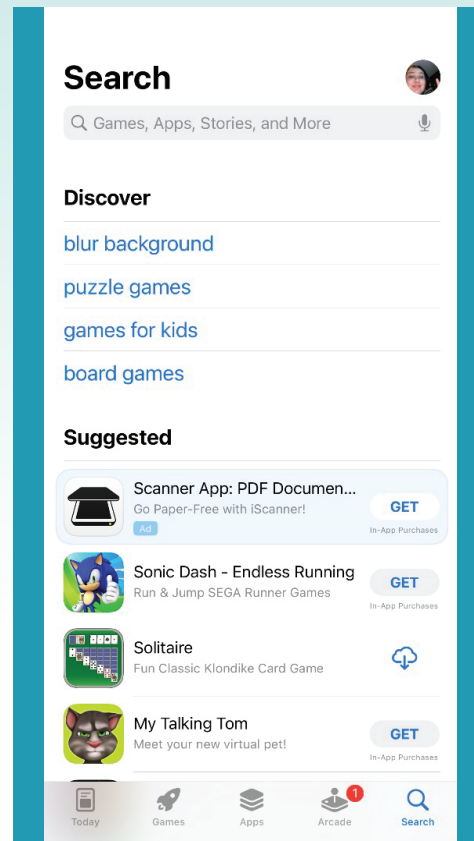 Search
Games, Apps, Stories, and More
Discover
blur background
puzzle games
games for kids
board games
Suggested
Scanner App: PDF Documen...
Go Paper-Free with iScanner!
GET
Ad
In-App Purchases
Sonic Dash - Endless Running
Run & Jump SEGA Runner Games
GET
In-App Purchases
Solitaire
Fun Classic Klondike Card Game
My Talking Tom
Meet your new virtual pet!
GET
In-App Purchases
1
Today
Games
Apps
Arcade
Search